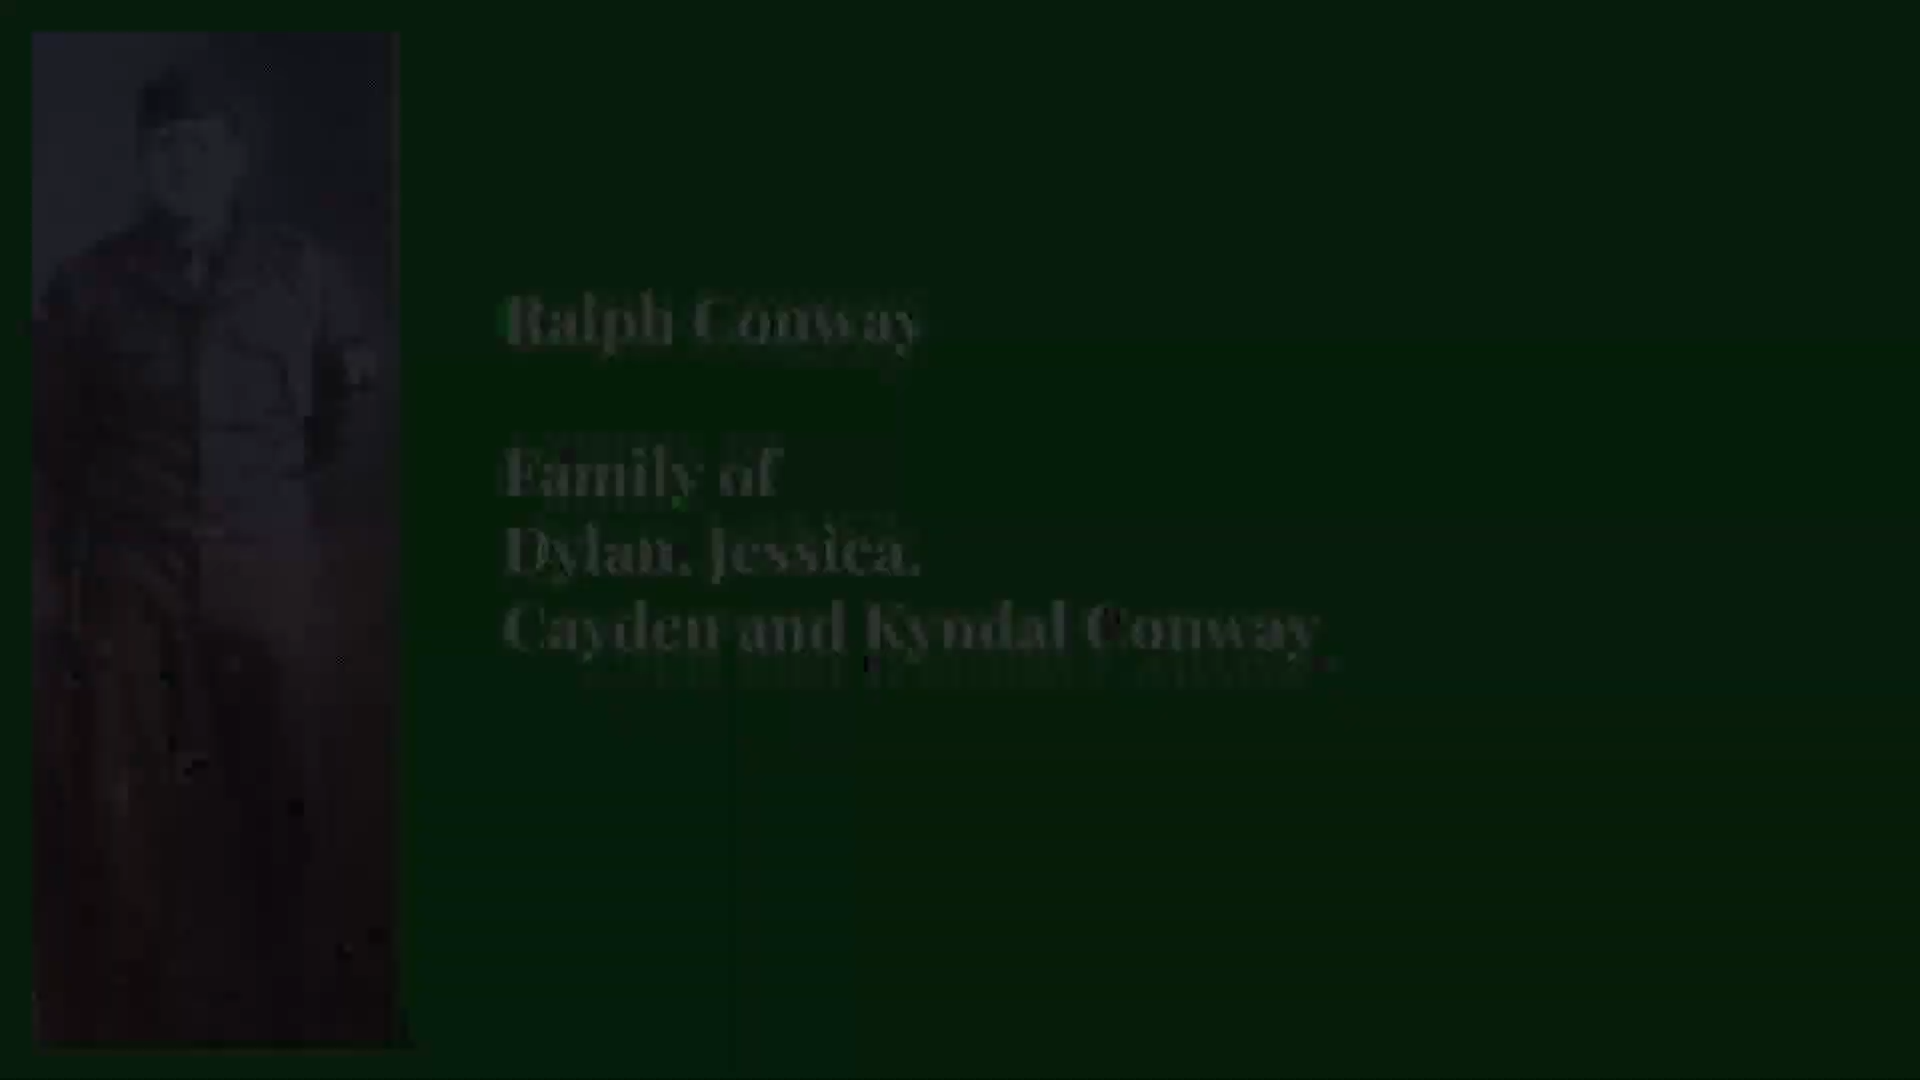 Ralph Conway
Family of
Dylan, Jessica,
Cayden and Kyndal Conway